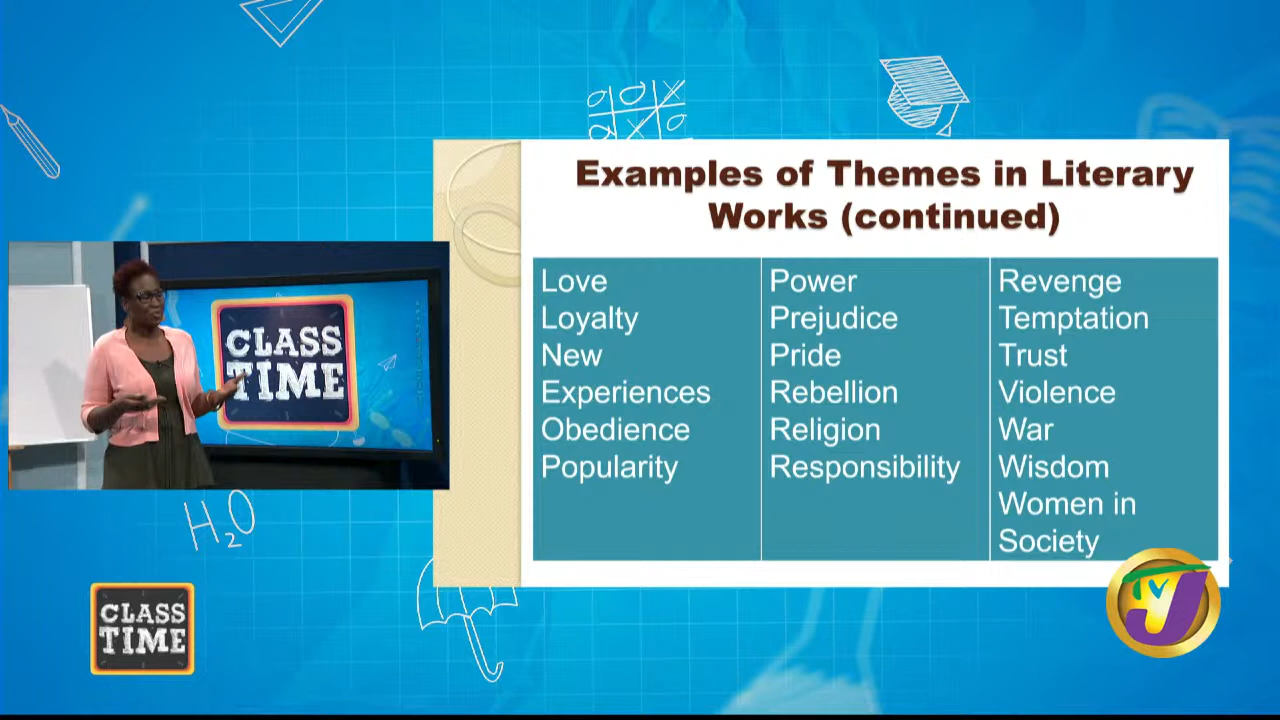 Examples of Themes in Literary
Works (continued)
Love
Loyalty
New
Experiences
Obedience
Popularity
Power
Prejudice
Pride
Rebellion
Religion
Responsibility
Revenge
Temptation
Trust
Violence
War
Wisdom
Women in
Society
CLASS
TIME
H₂O
CLASS
TIME
TVJ